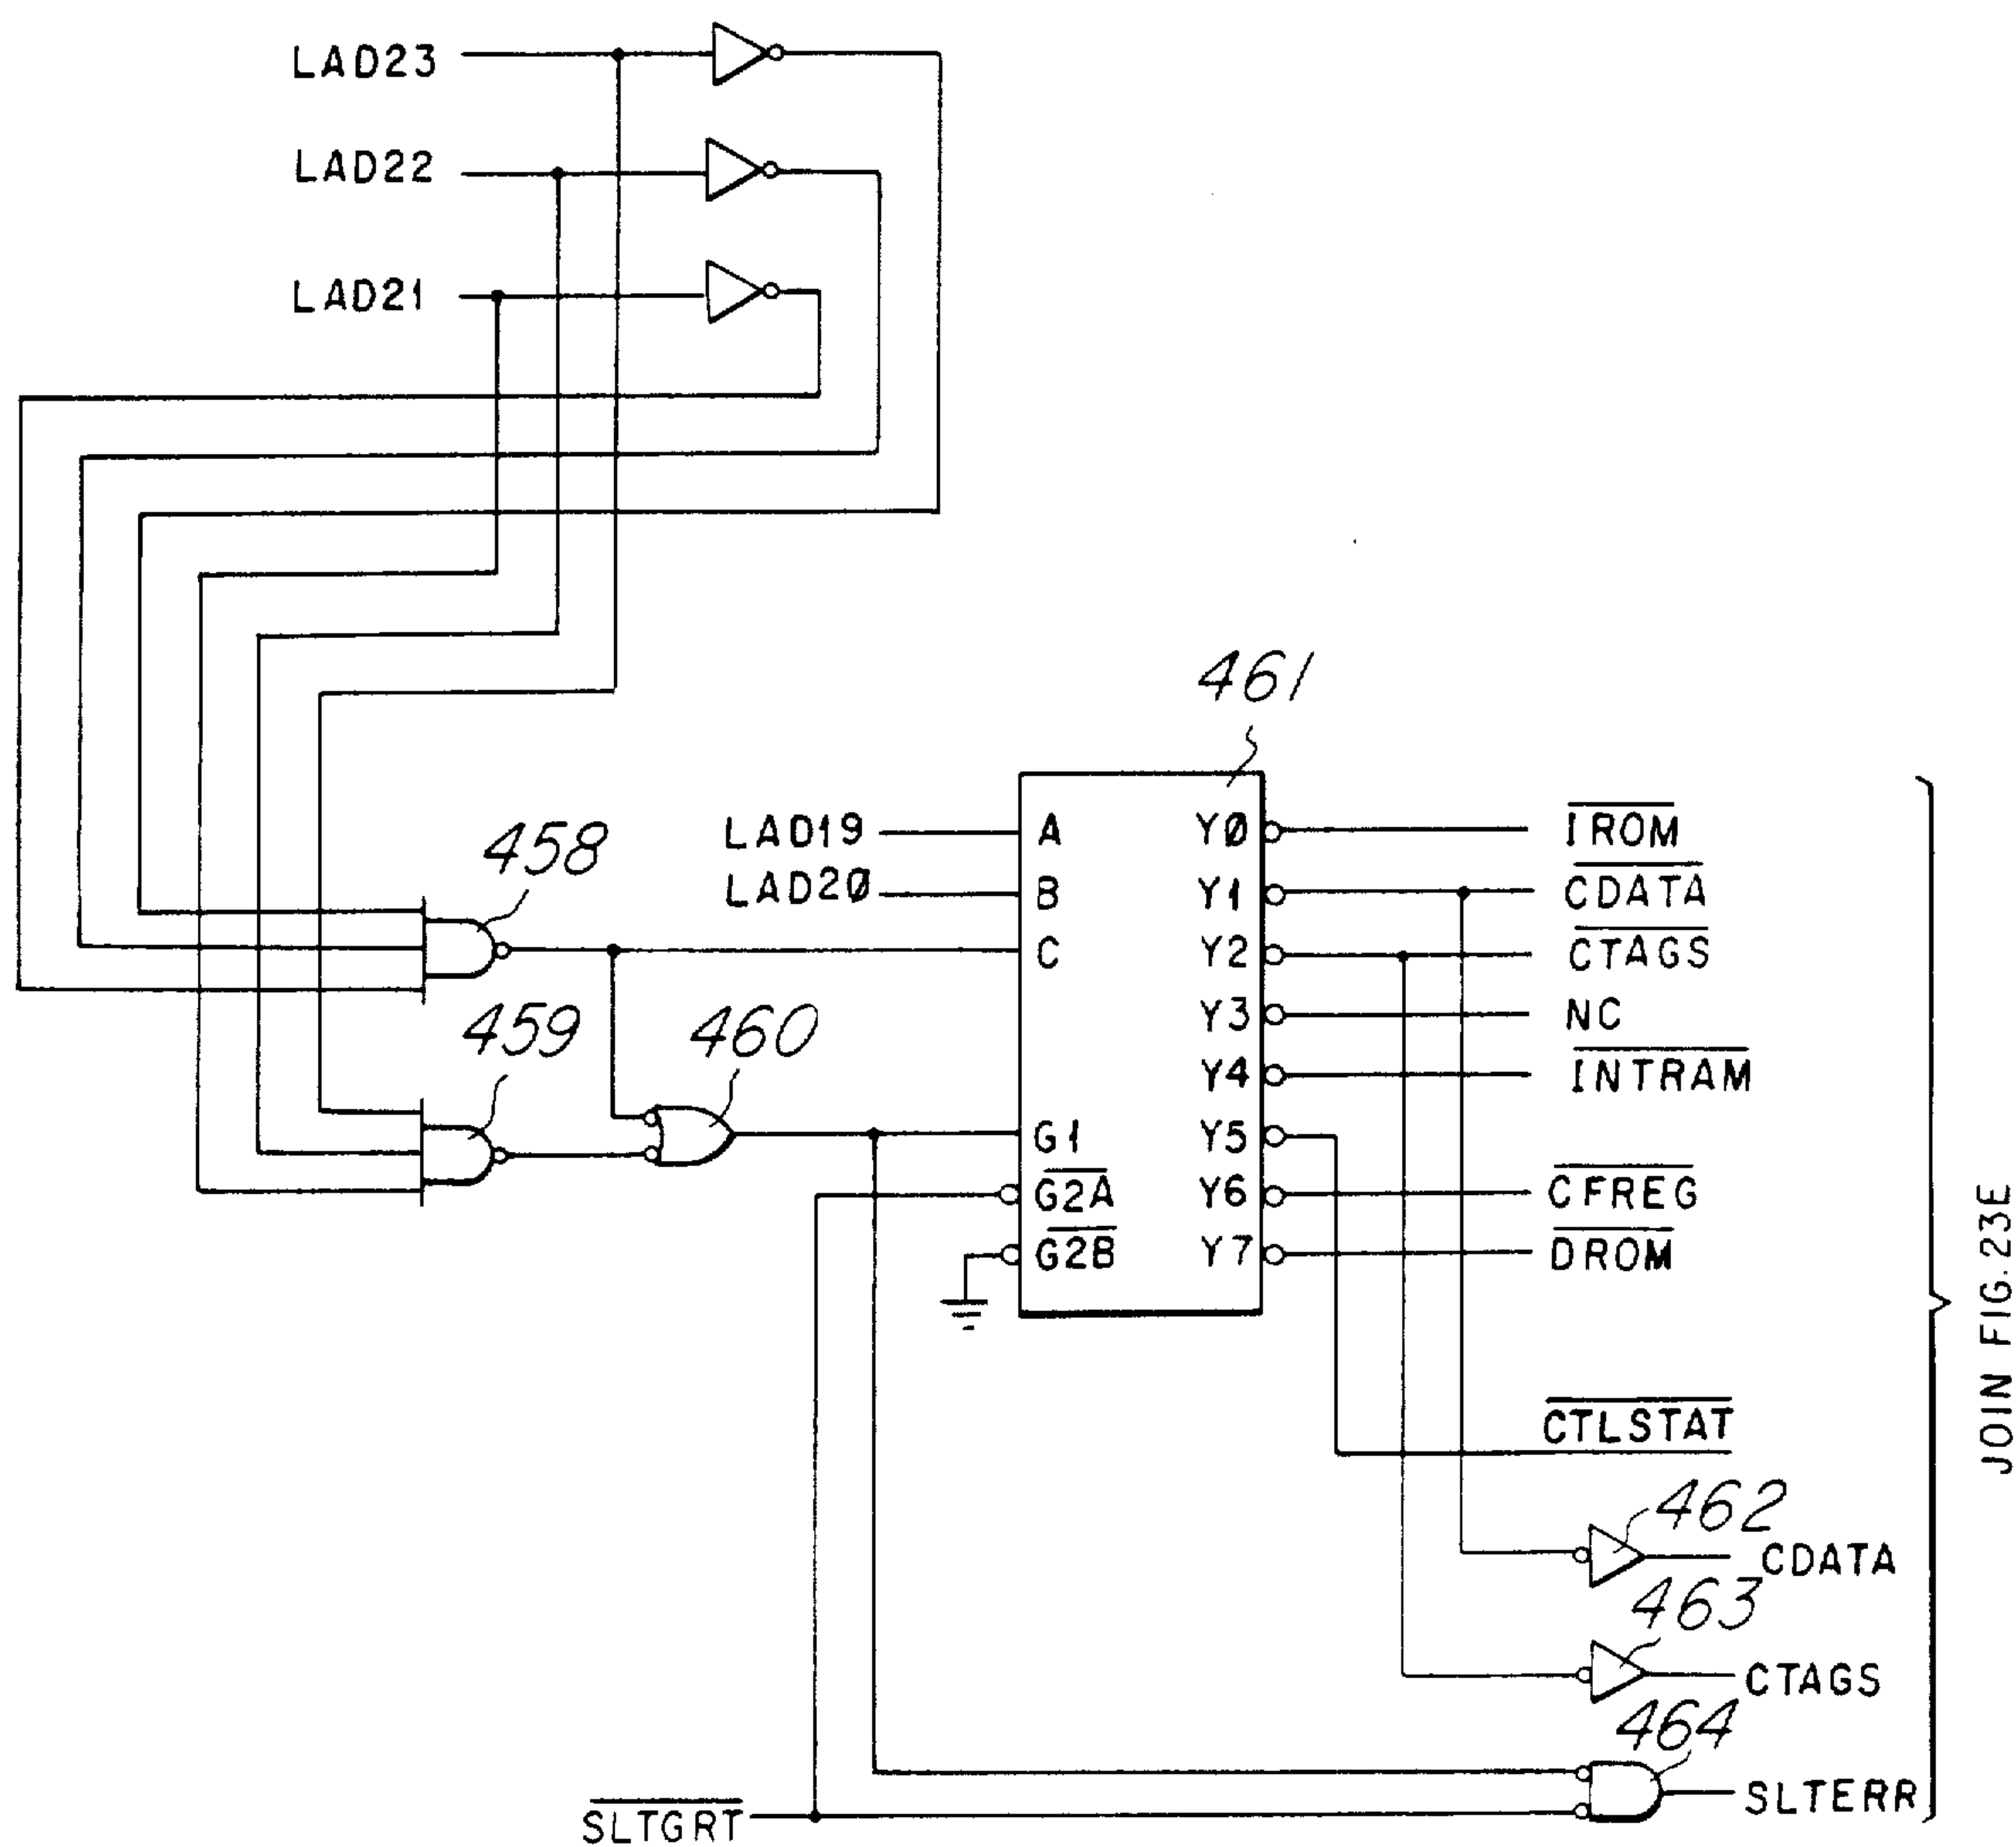 LAD23
LAD22
LAD21
461
458
LAD19
LAD20
A
B
C
G1
G2A
G2B
Y0
Y1
Y2
Y3
Y4
Y5
Y6
Y7
IROM
CDATA
CTAGS
NC
INTRAM
CFREG
DROM
459
460
CTLSTAT
462
CDATA
463
CTAGS
464
SLTERR
SLTGRT
JOIN FIG. 23E